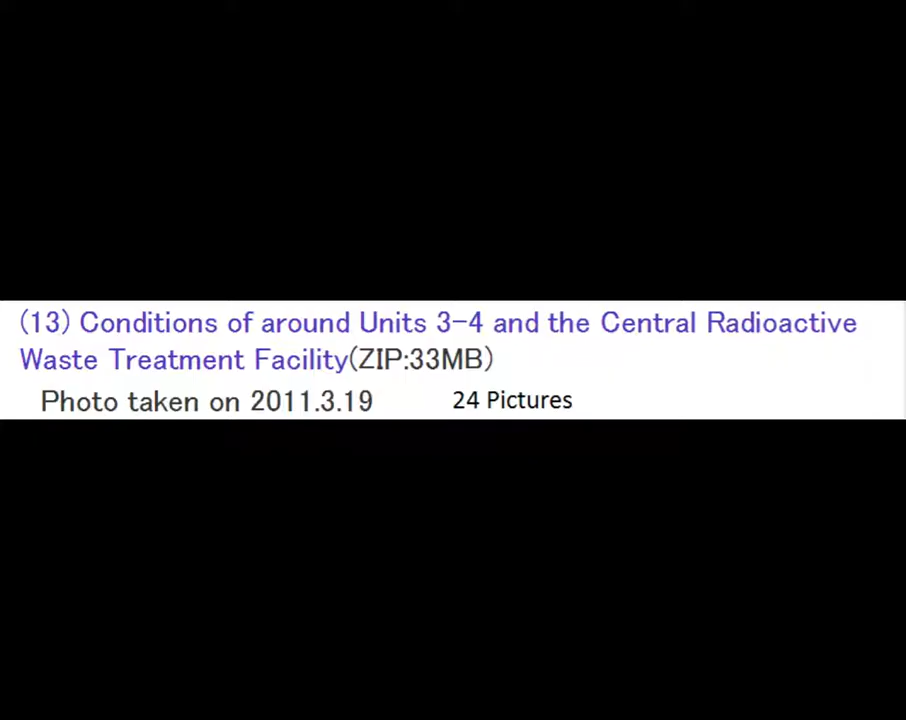 (13) Conditions of around Units 3-4 and the Central Radioactive
Waste Treatment Facility(ZIP:33MB)
Photo taken on 2011.3.19 24 Pictures